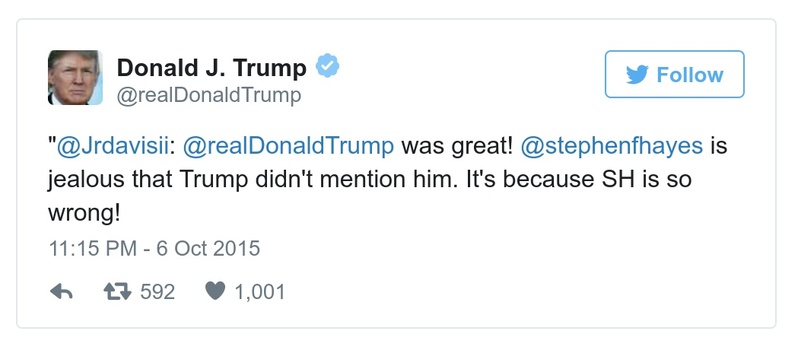 Donald J. Trump
Follow
@realDonaldTrump
"@Jrdavisii: @realDonaldTrump was great! @stephenfhayes is
jealous that Trump didn't mention him. It's because SH is so
wrong!
11:15 PM - 6 Oct 2015
592 1,001